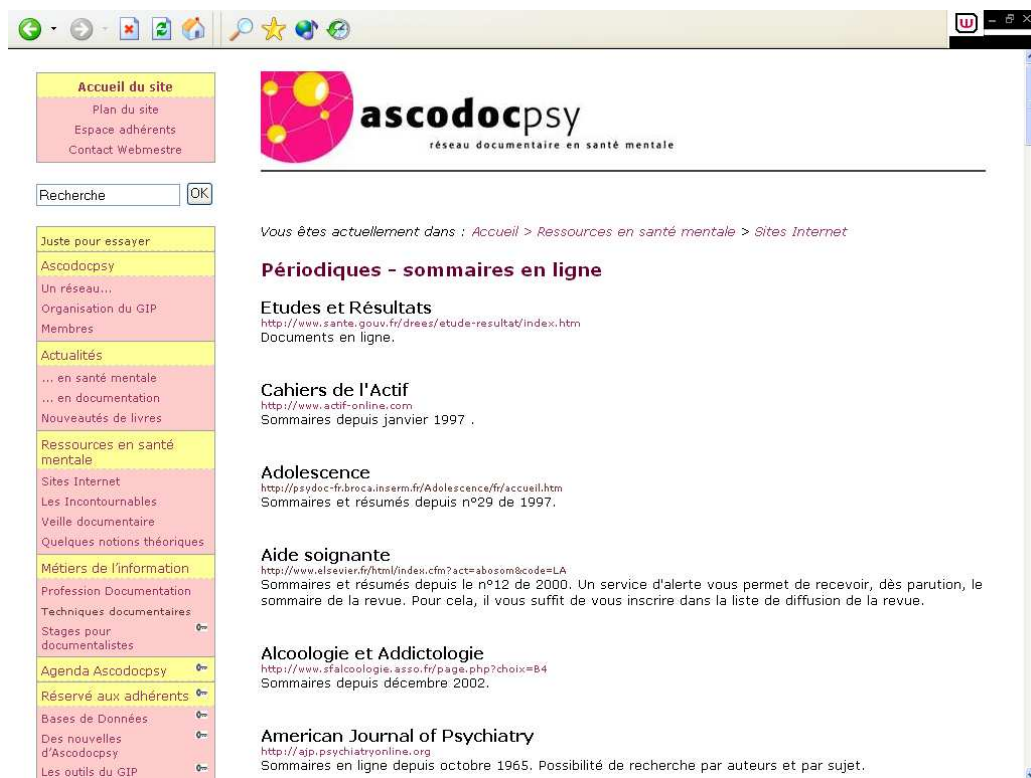 Accueil du site
Plan du site
Espace adhérents
Contact Webmestre
Recherche
OK
Juste pour essayer
Ascodocpsy
Un réseau...
Organisation du GIP
Membres
Actualités
... en santé mentale
... en documentation
Nouveautés de livres
Ressources en santé
mentale
Sites Internet
Les Incontournables
Veille documentaire
Quelques notions théoriques
Métiers de l'information
Profession Documentation
Techniques documentaires
Stages pour
documentalistes
Agenda Ascodocpsy
Réservé aux adhérents
Bases de Données
Des nouvelles
d'Ascodocpsy
Les outils du GIP
ascodocpsy
réseau documentaire en santé mentale
Vous êtes actuellement dans : Accueil > Ressources en santé mentale > Sites Internet
Périodiques - sommaires en ligne
Etudes et Résultats
http://www.sante.gouv.fr/drees/etude-resultat/index.htm
Documents en ligne.
Cahiers de l'Actif
http://www.actif-online.com
Sommaires depuis janvier 1997 .
Adolescence
http://psydoc-fr.broca.inserm.fr/Adolescence/fr/accueil.htm
Sommaires et résumés depuis n°29 de 1997.
Aide soignante
http://www.elsevier.fr/html/index.cfm?act=abosom&code=LA
Sommaires et résumés depuis le n°12 de 2000. Un service d'alerte vous permet de recevoir, dès parution, le
sommaire de la revue. Pour cela, il vous suffit de vous inscrire dans la liste de diffusion de la revue.
Alcoologie et Addictologie
http://www.sfalcoologie.asso.fr/page.php?choix=B4
Sommaires depuis décembre 2002.
American Journal of Psychiatry
http://ajp.psychiatryonline.org
Sommaires en ligne depuis octobre 1965. Possibilité de recherche par auteurs et par sujet.